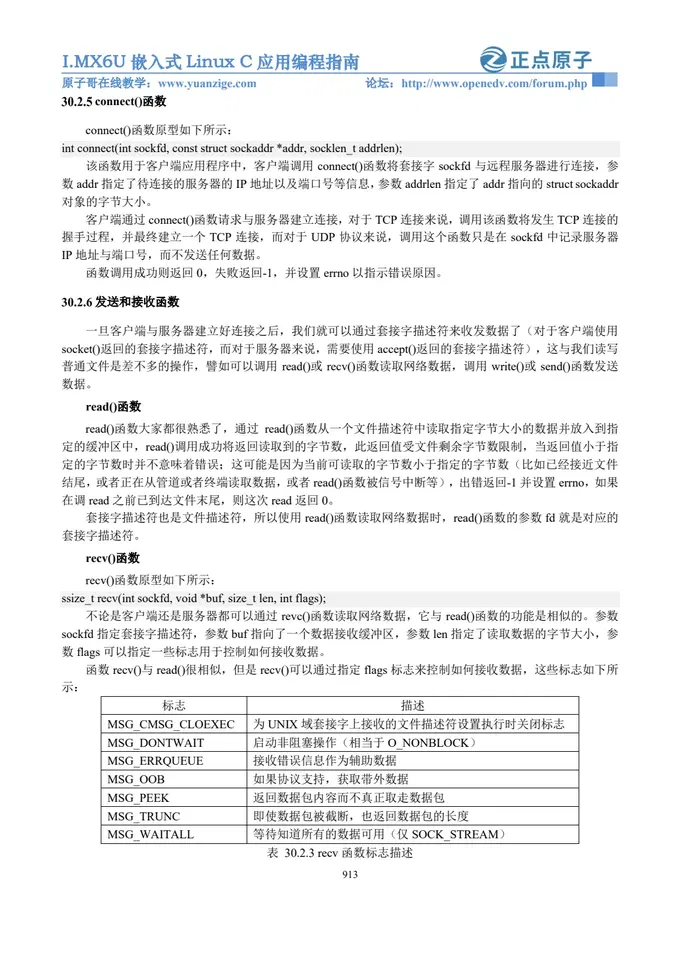 I.MX6U 嵌入式 Linux C 应用编程指南
正点原子
原子哥在线教学：www.yuanzige.com 论坛：http://www.openedv.com/forum.php
30.2.5 connect()函数
connect()函数原型如下所示：
int connect(int sockfd, const struct sockaddr *addr, socklen_t addrlen);
该函数用于客户端应用程序中，客户端调用 connect()函数将套接字 sockfd 与远程服务器进行连接，参
数 addr 指定了待连接的服务器的 IP 地址以及端口号等信息，参数 addrlen 指定了 addr 指向的 struct sockaddr
对象的字节大小。
客户端通过 connect()函数请求与服务器建立连接，对于 TCP 连接来说，调用该函数将发生 TCP 连接的
握手过程，并最终建立一个 TCP 连接，而对于 UDP 协议来说，调用这个函数只是在 sockfd 中记录服务器
IP 地址与端口号，而不发送任何数据。
函数调用成功则返回 0，失败返回-1，并设置 errno 以指示错误原因。
30.2.6 发送和接收函数
一旦客户端与服务器建立好连接之后，我们就可以通过套接字描述符来收发数据了（对于客户端使用
socket()返回的套接字描述符，而对于服务器来说，需要使用 accept()返回的套接字描述符），这与我们读写
普通文件是差不多的操作，譬如可以调用 read()或 recv()函数读取网络数据，调用 write()或 send()函数发送
数据。
read()函数
read()函数大家都很熟悉了，通过 read()函数从一个文件描述符中读取指定字节大小的数据并放入到指
定的缓冲区中，read()调用成功将返回读取到的字节数，此返回值受文件剩余字节数限制，当返回值小于指
定的字节数时并不意味着错误；这可能是因为当前可读取的字节数小于指定的字节数（比如已经接近文件
结尾，或者正在从管道或者终端读取数据，或者 read()函数被信号中断等），出错返回-1 并设置 errno，如果
在调 read 之前已到达文件末尾，则这次 read 返回 0。
套接字描述符也是文件描述符，所以使用 read()函数读取网络数据时，read()函数的参数 fd 就是对应的
套接字描述符。
recv()函数
recv()函数原型如下所示：
ssize_t recv(int sockfd, void *buf, size_t len, int flags);
不论是客户端还是服务器都可以通过 revc()函数读取网络数据，它与 read()函数的功能是相似的。参数
sockfd 指定套接字描述符，参数 buf 指向了一个数据接收缓冲区，参数 len 指定了读取数据的字节大小，参
数 flags 可以指定一些标志用于控制如何接收数据。
函数 recv()与 read()很相似，但是 recv()可以通过指定 flags 标志来控制如何接收数据，这些标志如下所
示：
标志 描述
MSG_CMSG_CLOEXEC 为 UNIX 域套接字上接收的文件描述符设置执行时关闭标志
MSG_DONTWAIT 启动非阻塞操作（相当于 O_NONBLOCK）
MSG_ERRQUEUE 接收错误信息作为辅助数据
MSG_OOB 如果协议支持，获取带外数据
MSG_PEEK 返回数据包内容而不真正取走数据包
MSG_TRUNC 即使数据包被截断，也返回数据包的长度
MSG_WAITALL 等待知道所有的数据可用（仅 SOCK_STREAM）
表 30.2.3 recv 函数标志描述
913